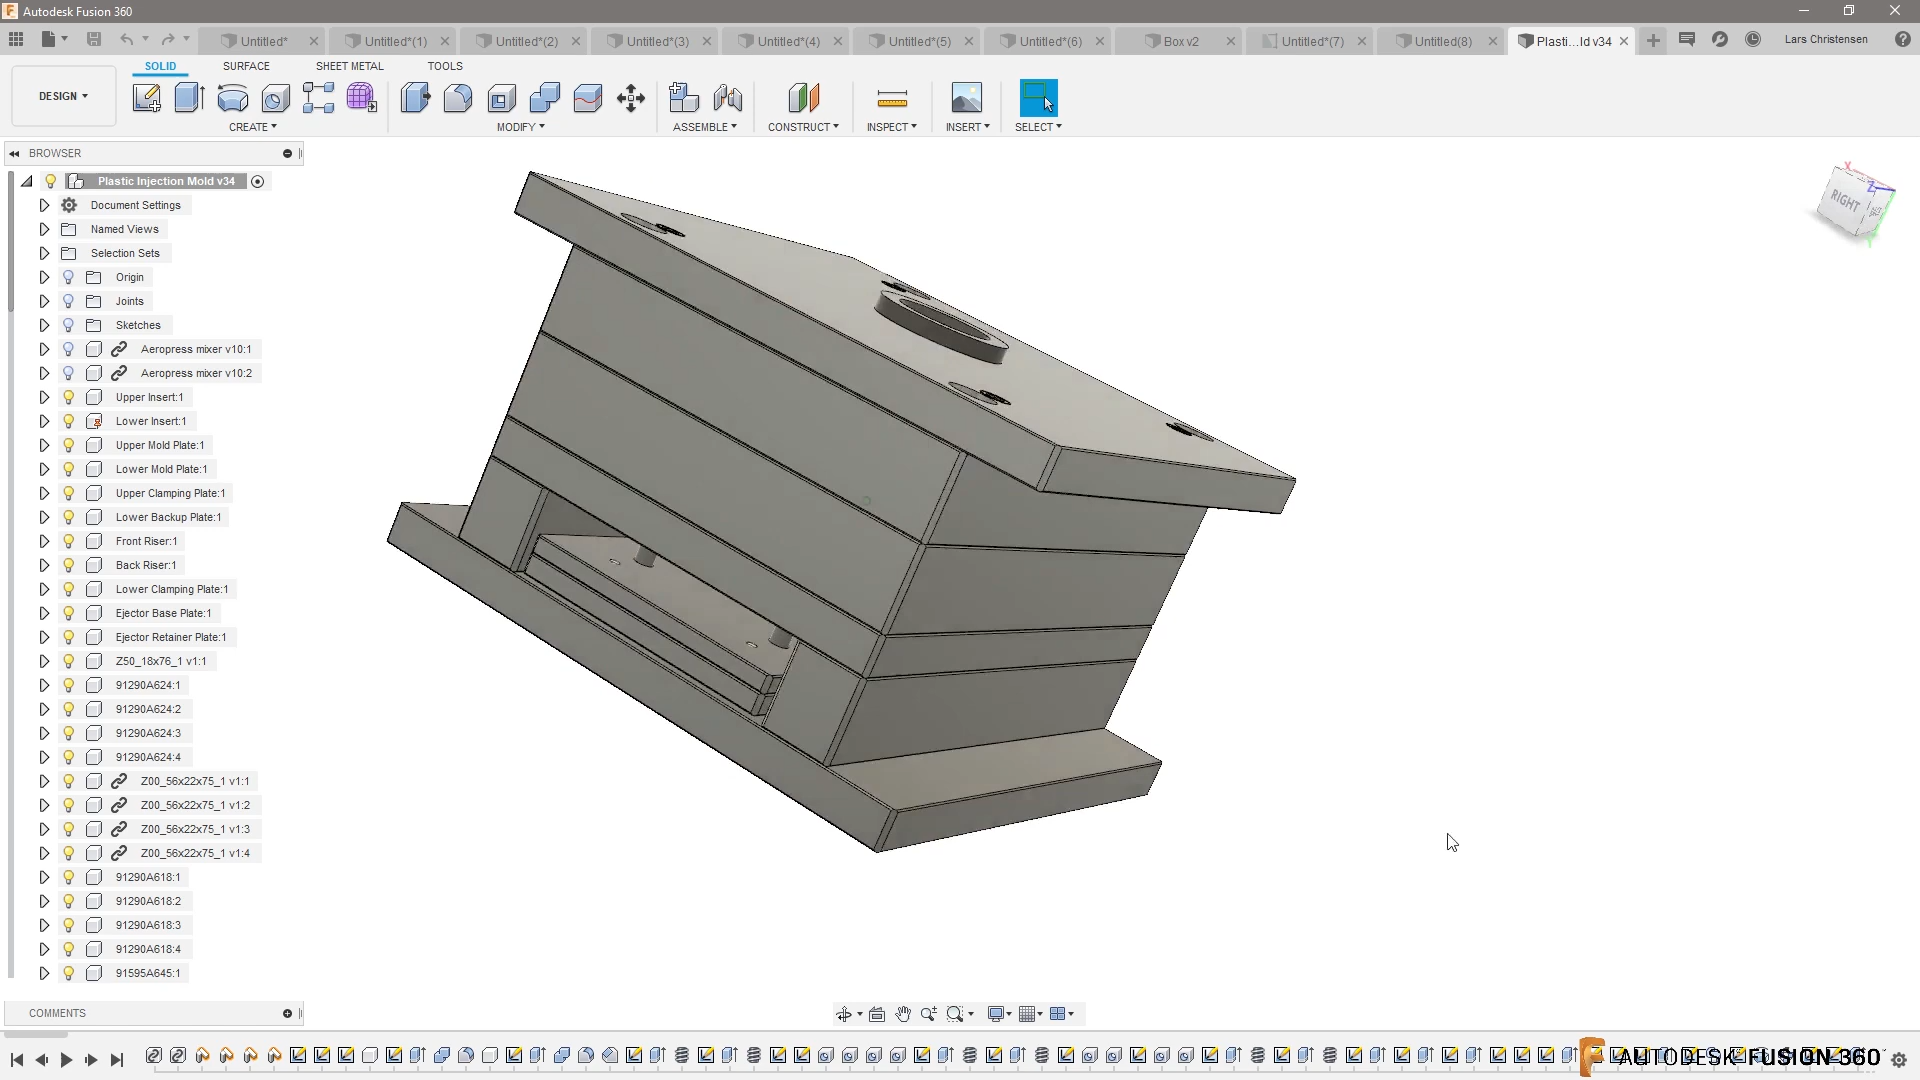 Autodesk Fusion 360
Untitled*
Untitled*(1)
Untitled*(2)
Untitled*(3)
Untitled*(4)
Untitled*(5)
Untitled*(6)
Box v2
Untitled*(7)
Untitled(8)
Plasti...ld v34
Lars Christensen
SOLID
SURFACE
SHEET METAL
TOOLS
DESIGN
CREATE
MODIFY
ASSEMBLE
CONSTRUCT
INSPECT
INSERT
SELECT
BROWSER
Plastic Injection Mold v34
Document Settings
Named Views
Selection Sets
Origin
Joints
Sketches
Aeropress mixer v10:1
Aeropress mixer v10:2
Upper Insert:1
Lower Insert:1
Upper Mold Plate:1
Lower Mold Plate:1
Upper Clamping Plate:1
Lower Backup Plate:1
Front Riser:1
Back Riser:1
Lower Clamping Plate:1
Ejector Base Plate:1
Ejector Retainer Plate:1
Z50_18x76_1 v1:1
91290A624:1
91290A624:2
91290A624:3
91290A624:4
Z00_56x22x75_1 v1:1
Z00_56x22x75_1 v1:2
Z00_56x22x75_1 v1:3
Z00_56x22x75_1 v1:4
91290A618:1
91290A618:2
91290A618:3
91290A618:4
91595A645:1
X
Z
RIGHT
Y
COMMENTS
AUTODESK FUSION 360